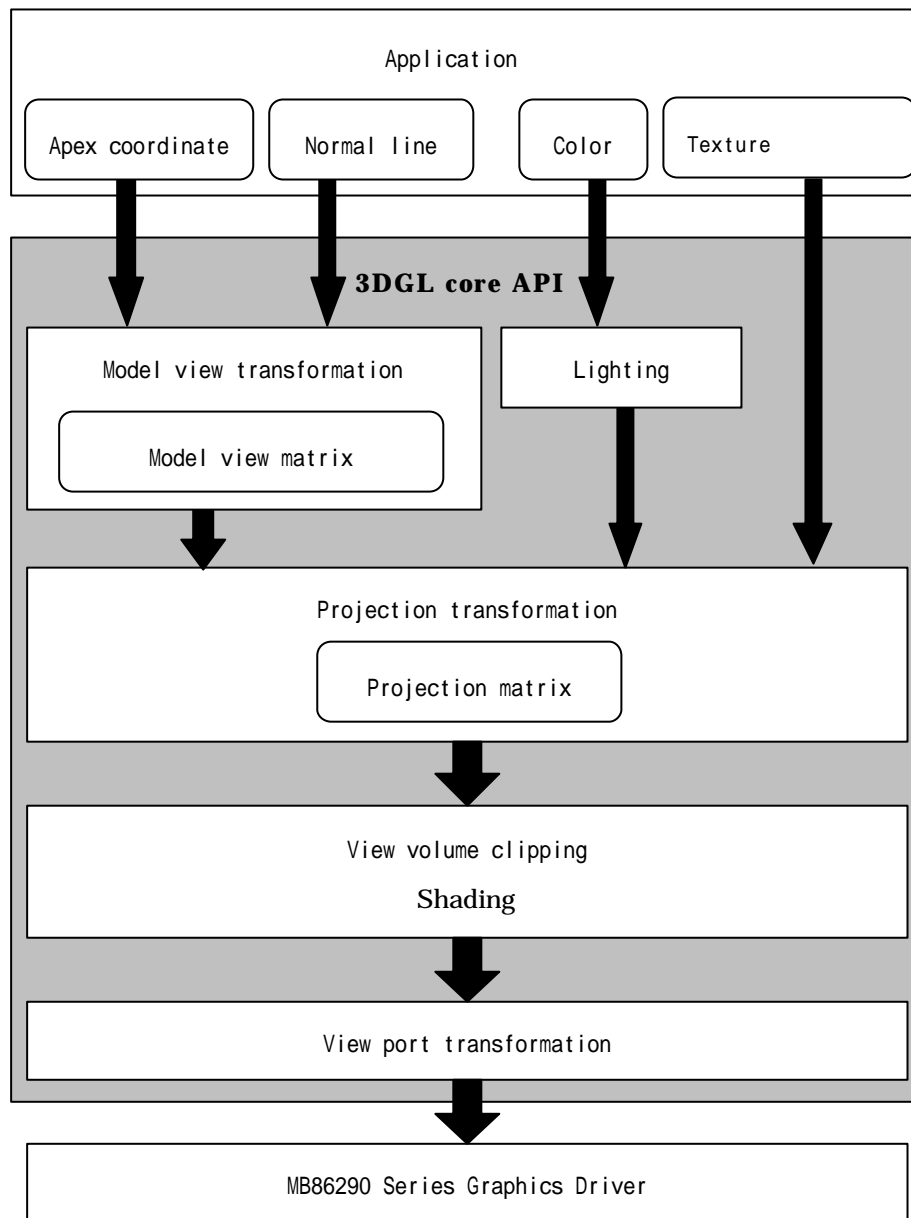 Application
Apex coordinate
Normal line
Color
Texture
3DGL core API
Model view transformation
Lighting
Model view matrix
Projection transformation
Projection matrix
View volume clipping
Shading
View port transformation
MB86290 Series Graphics Driver